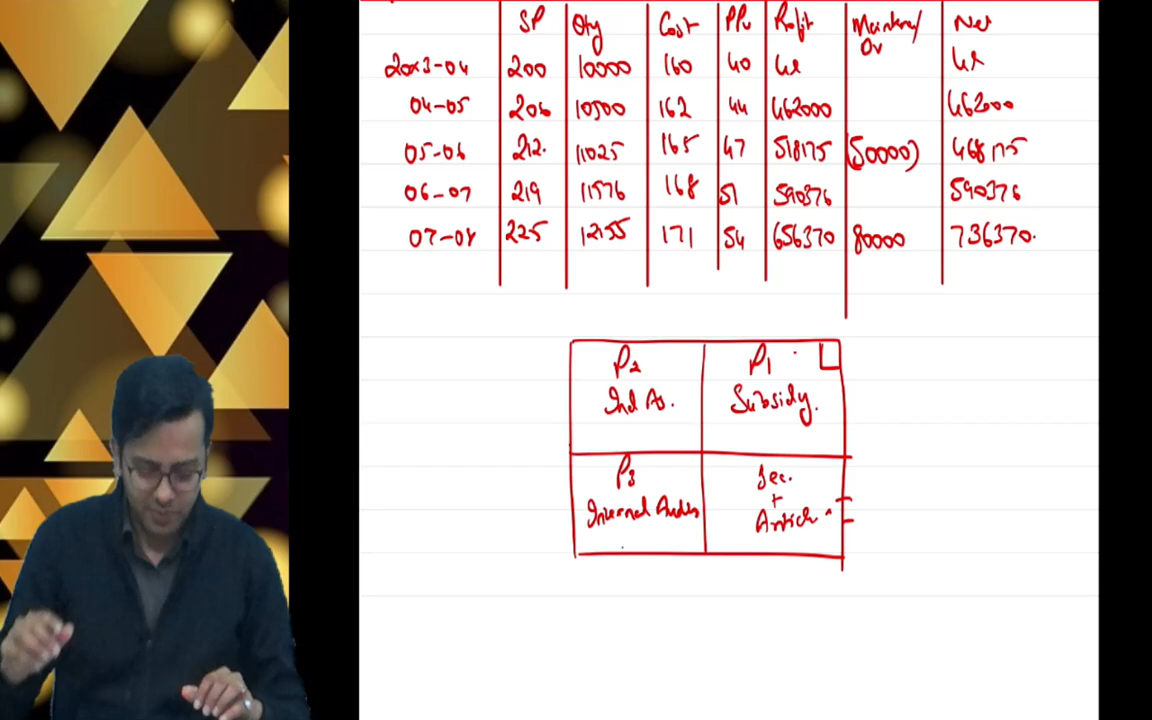 SP Qty Cost PPu Profit Mainten/ Net
Ov
20x3-04 200 10000 160 40 4L 4L
04-05 206 10500 162 44 462000 462000
05-06 212. 11025 165 47 518175 (50000) 468175
06-07 219 11576 168 51 590376 590376
07-08 225 12155 171 54 656370 80000 736370.
P2 P1
Ind As. Subsidy.
P3 Sec.
+
Internal Audit Article